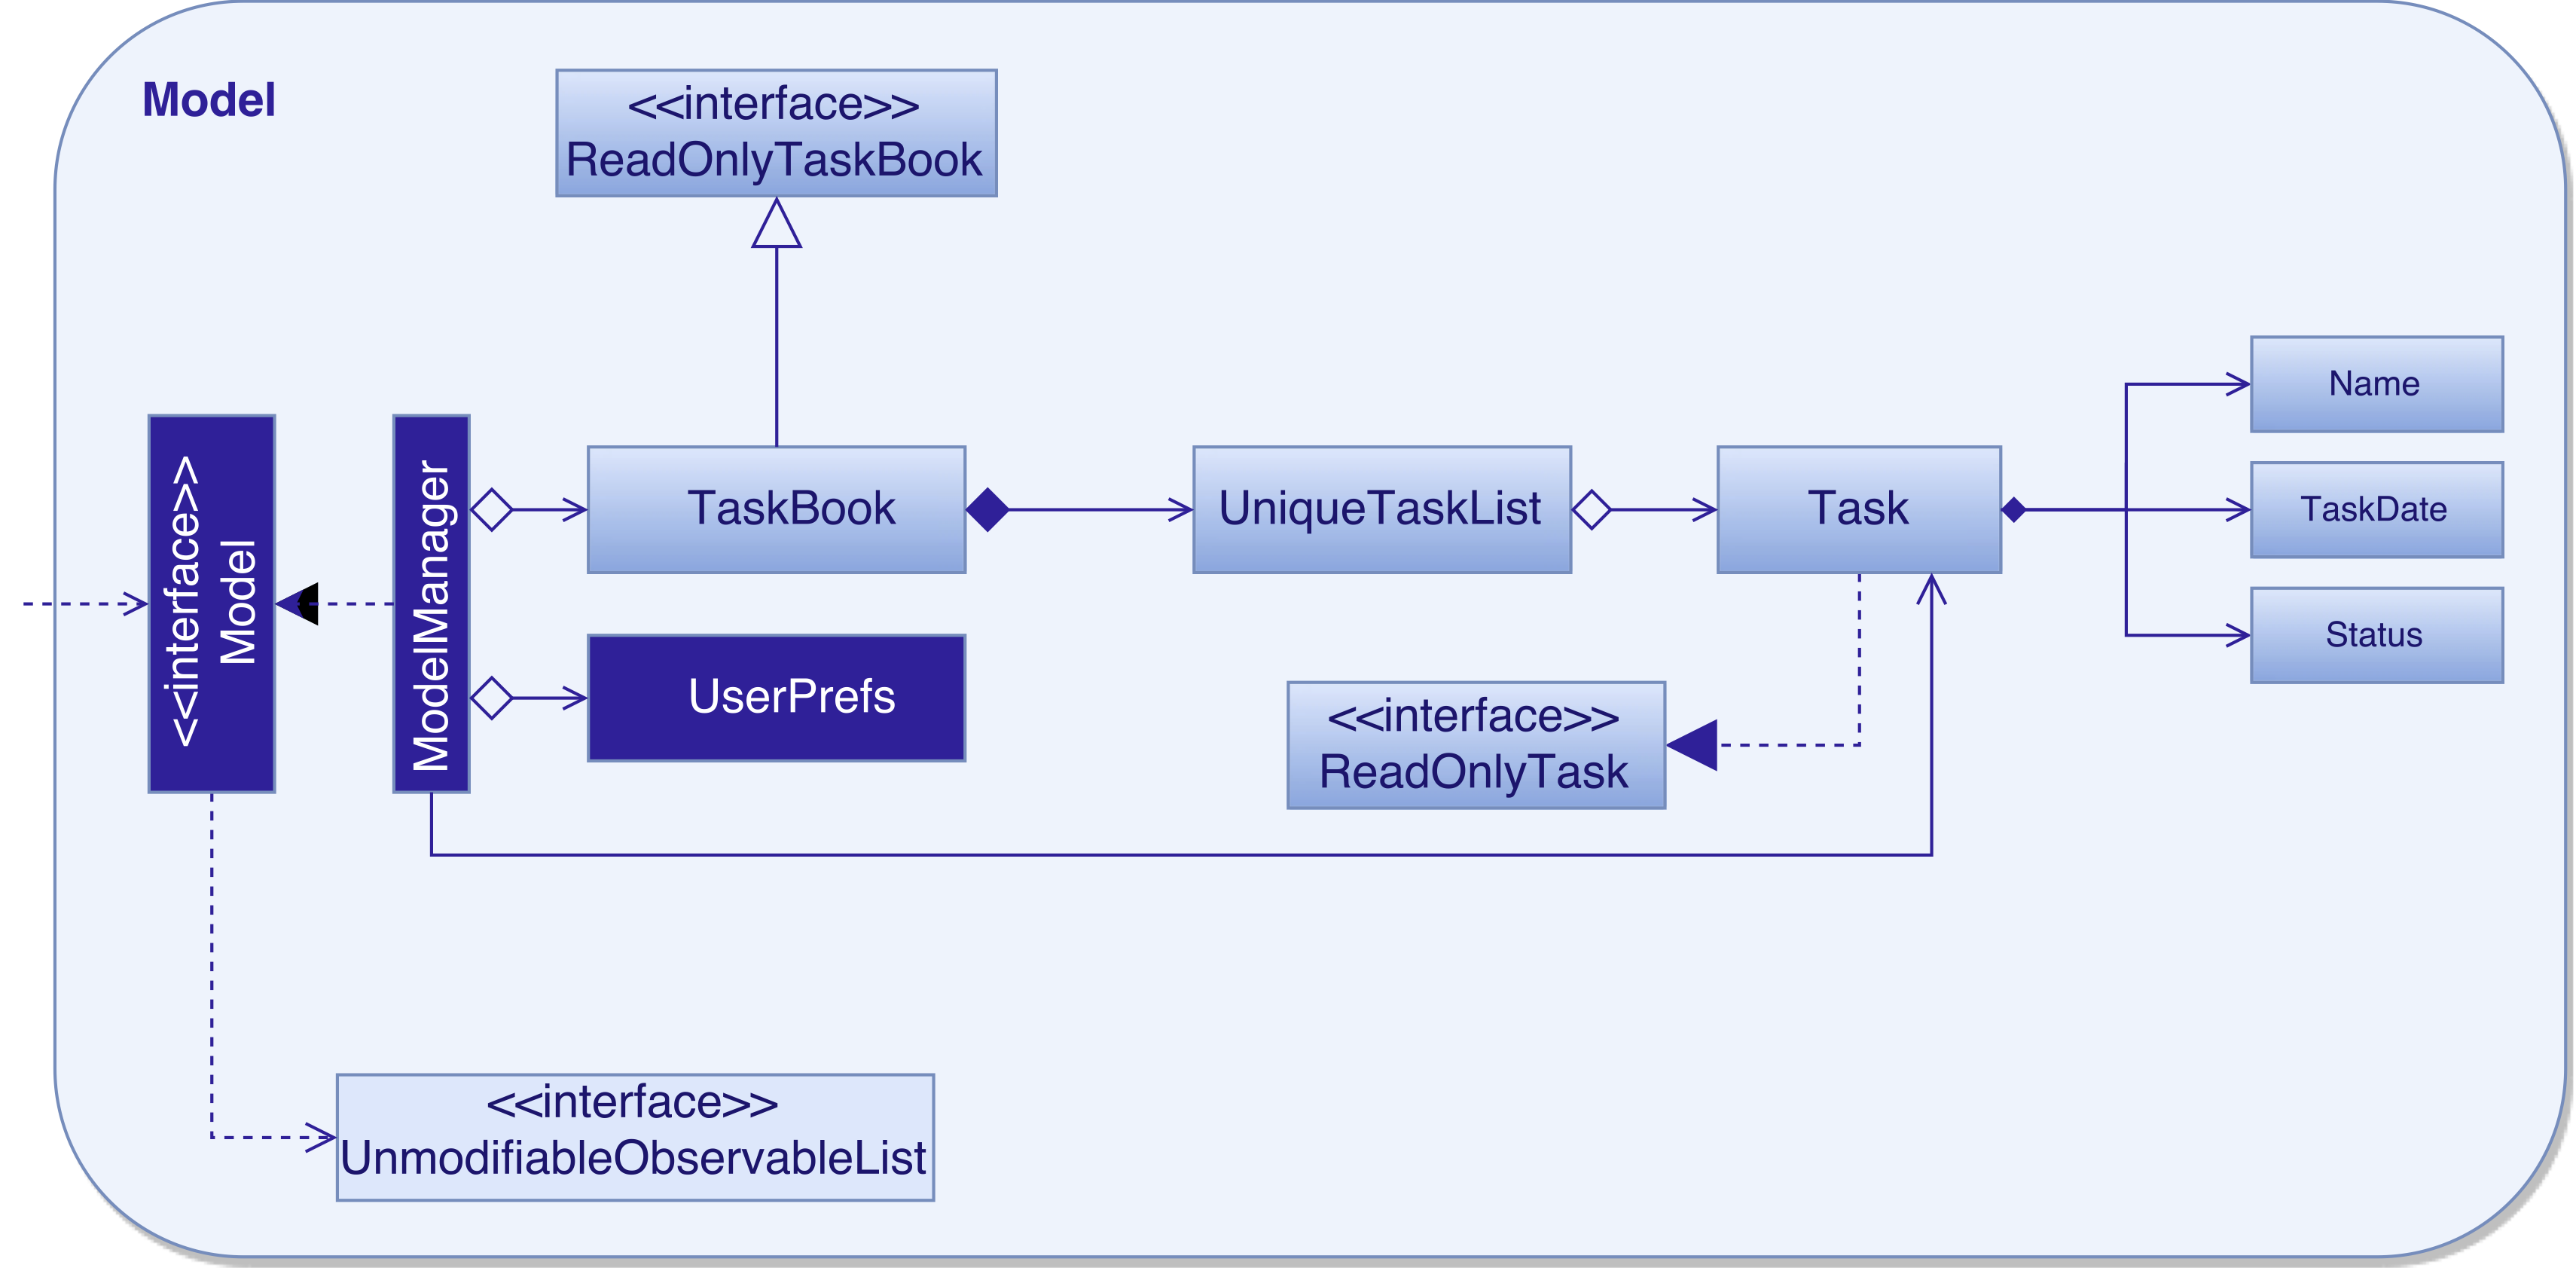 Model
<<interface>>
ReadOnlyTaskBook
<<interface>>
Model
ModelManager
TaskBook
UniqueTaskList
Task
Name
TaskDate
Status
UserPrefs
<<interface>>
ReadOnlyTask
<<interface>>
UnmodifiableObservableList